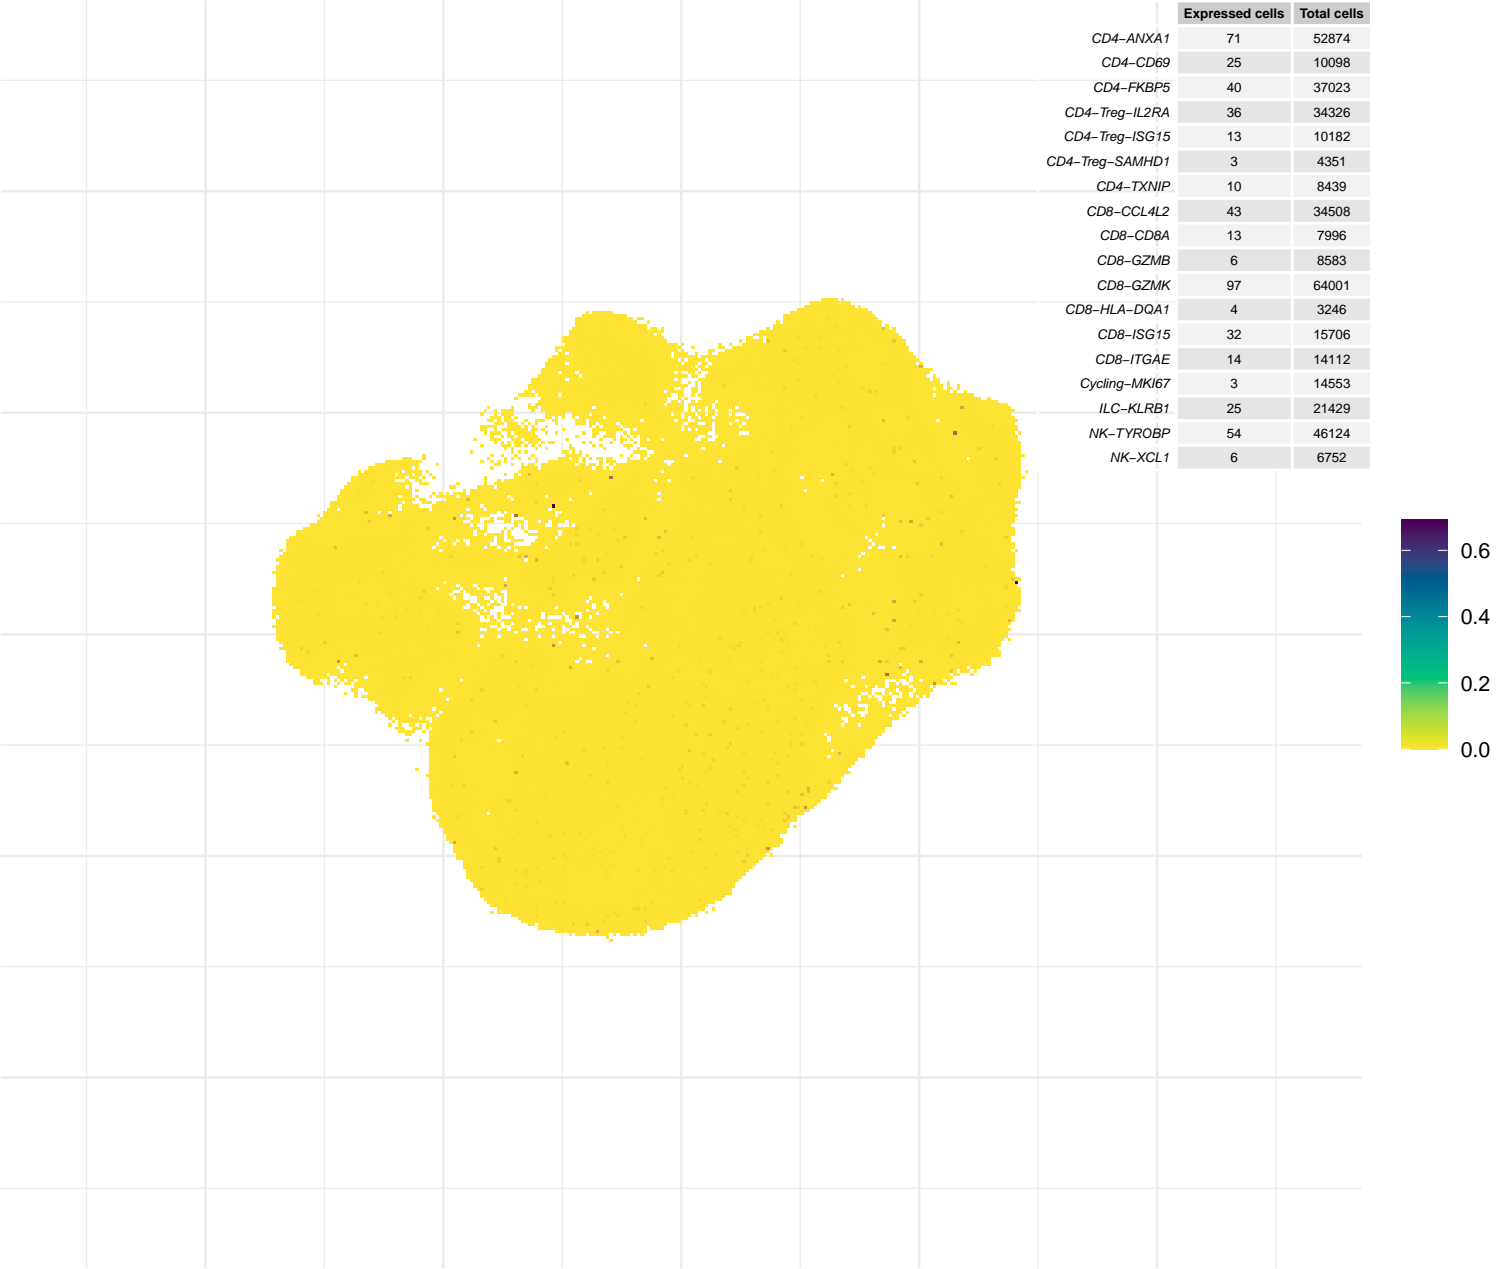 Expressed cells Total cells
CD4−ANXA1 71 52874
CD4−CD69 25 10098
CD4−FKBP5 40 37023
CD4−Treg−IL2RA 36 34326
CD4−Treg−ISG15 13 10182
CD4−Treg−SAMHD1 3 4351
CD4−TXNIP 10 8439
CD8−CCL4L2 43 34508
CD8−CD8A 13 7996
CD8−GZMB 6 8583
CD8−GZMK 97 64001
CD8−HLA−DQA1 4 3246
CD8−ISG15 32 15706
CD8−ITGAE 14 14112
Cycling−MKI67 3 14553
ILC−KLRB1 25 21429
NK−TYROBP 54 46124
NK−XCL1 6 6752
0.6
0.4
0.2
0.0